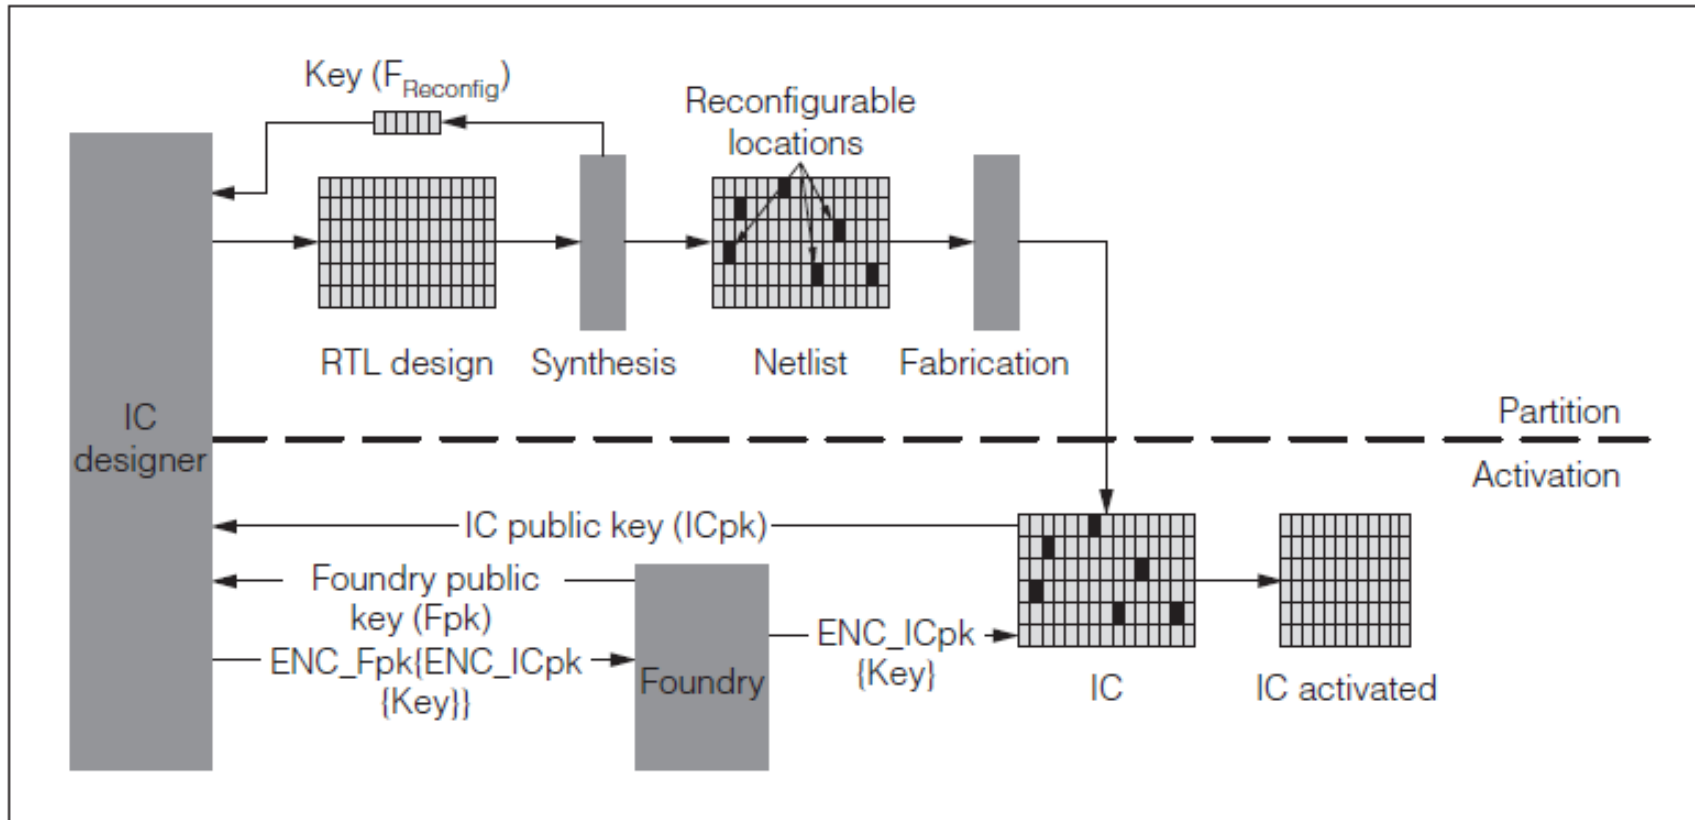 Key (F_Reconfig)
Reconfigurable
locations
RTL design
Synthesis
Netlist
Fabrication
IC
designer
Partition
Activation
IC public key (ICpk)
Foundry public
key (Fpk)
ENC_Fpk{ENC_ICpk
{Key}}
Foundry
ENC_ICpk
{Key}
IC
IC activated